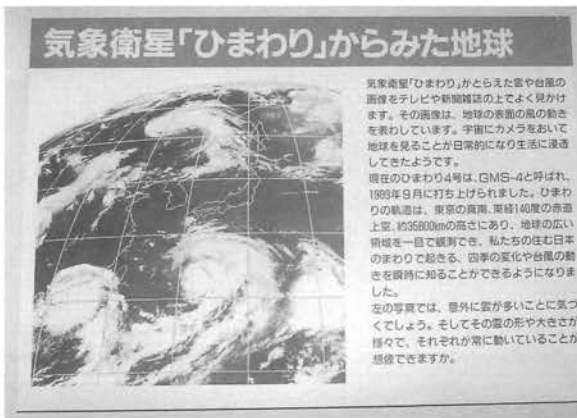 気象衛星「ひまわり」からみた地球
気象衛星「ひまわり」がとらえた雲や台風の
画像をテレビや新聞雑誌の上でよく見かけ
ます。その画像は、地球の表面の風の動き
を表わしています。宇宙にカメラをおいて
地球を見ることが日常的になり生活に浸透
してきたようです。
現在のひまわり4号は、GMS-4と呼ばれ、
1989年9月に打ち上げられました。ひまわ
りの軌道は、東京の真南、東経140度の赤道
上空、約35800kmの高さにあり、地球の広い
領域を一目で観測でき、私たちの住む日本
のまわりで起きる、四季の変化や台風の動
きを瞬時に知ることができるようになりま
した。
左の写真では、意外に雲が多いことに気づ
くでしょう。そしてその雲の形や大きさが
様々で、それぞれが常に動いていることが
想像できますか。